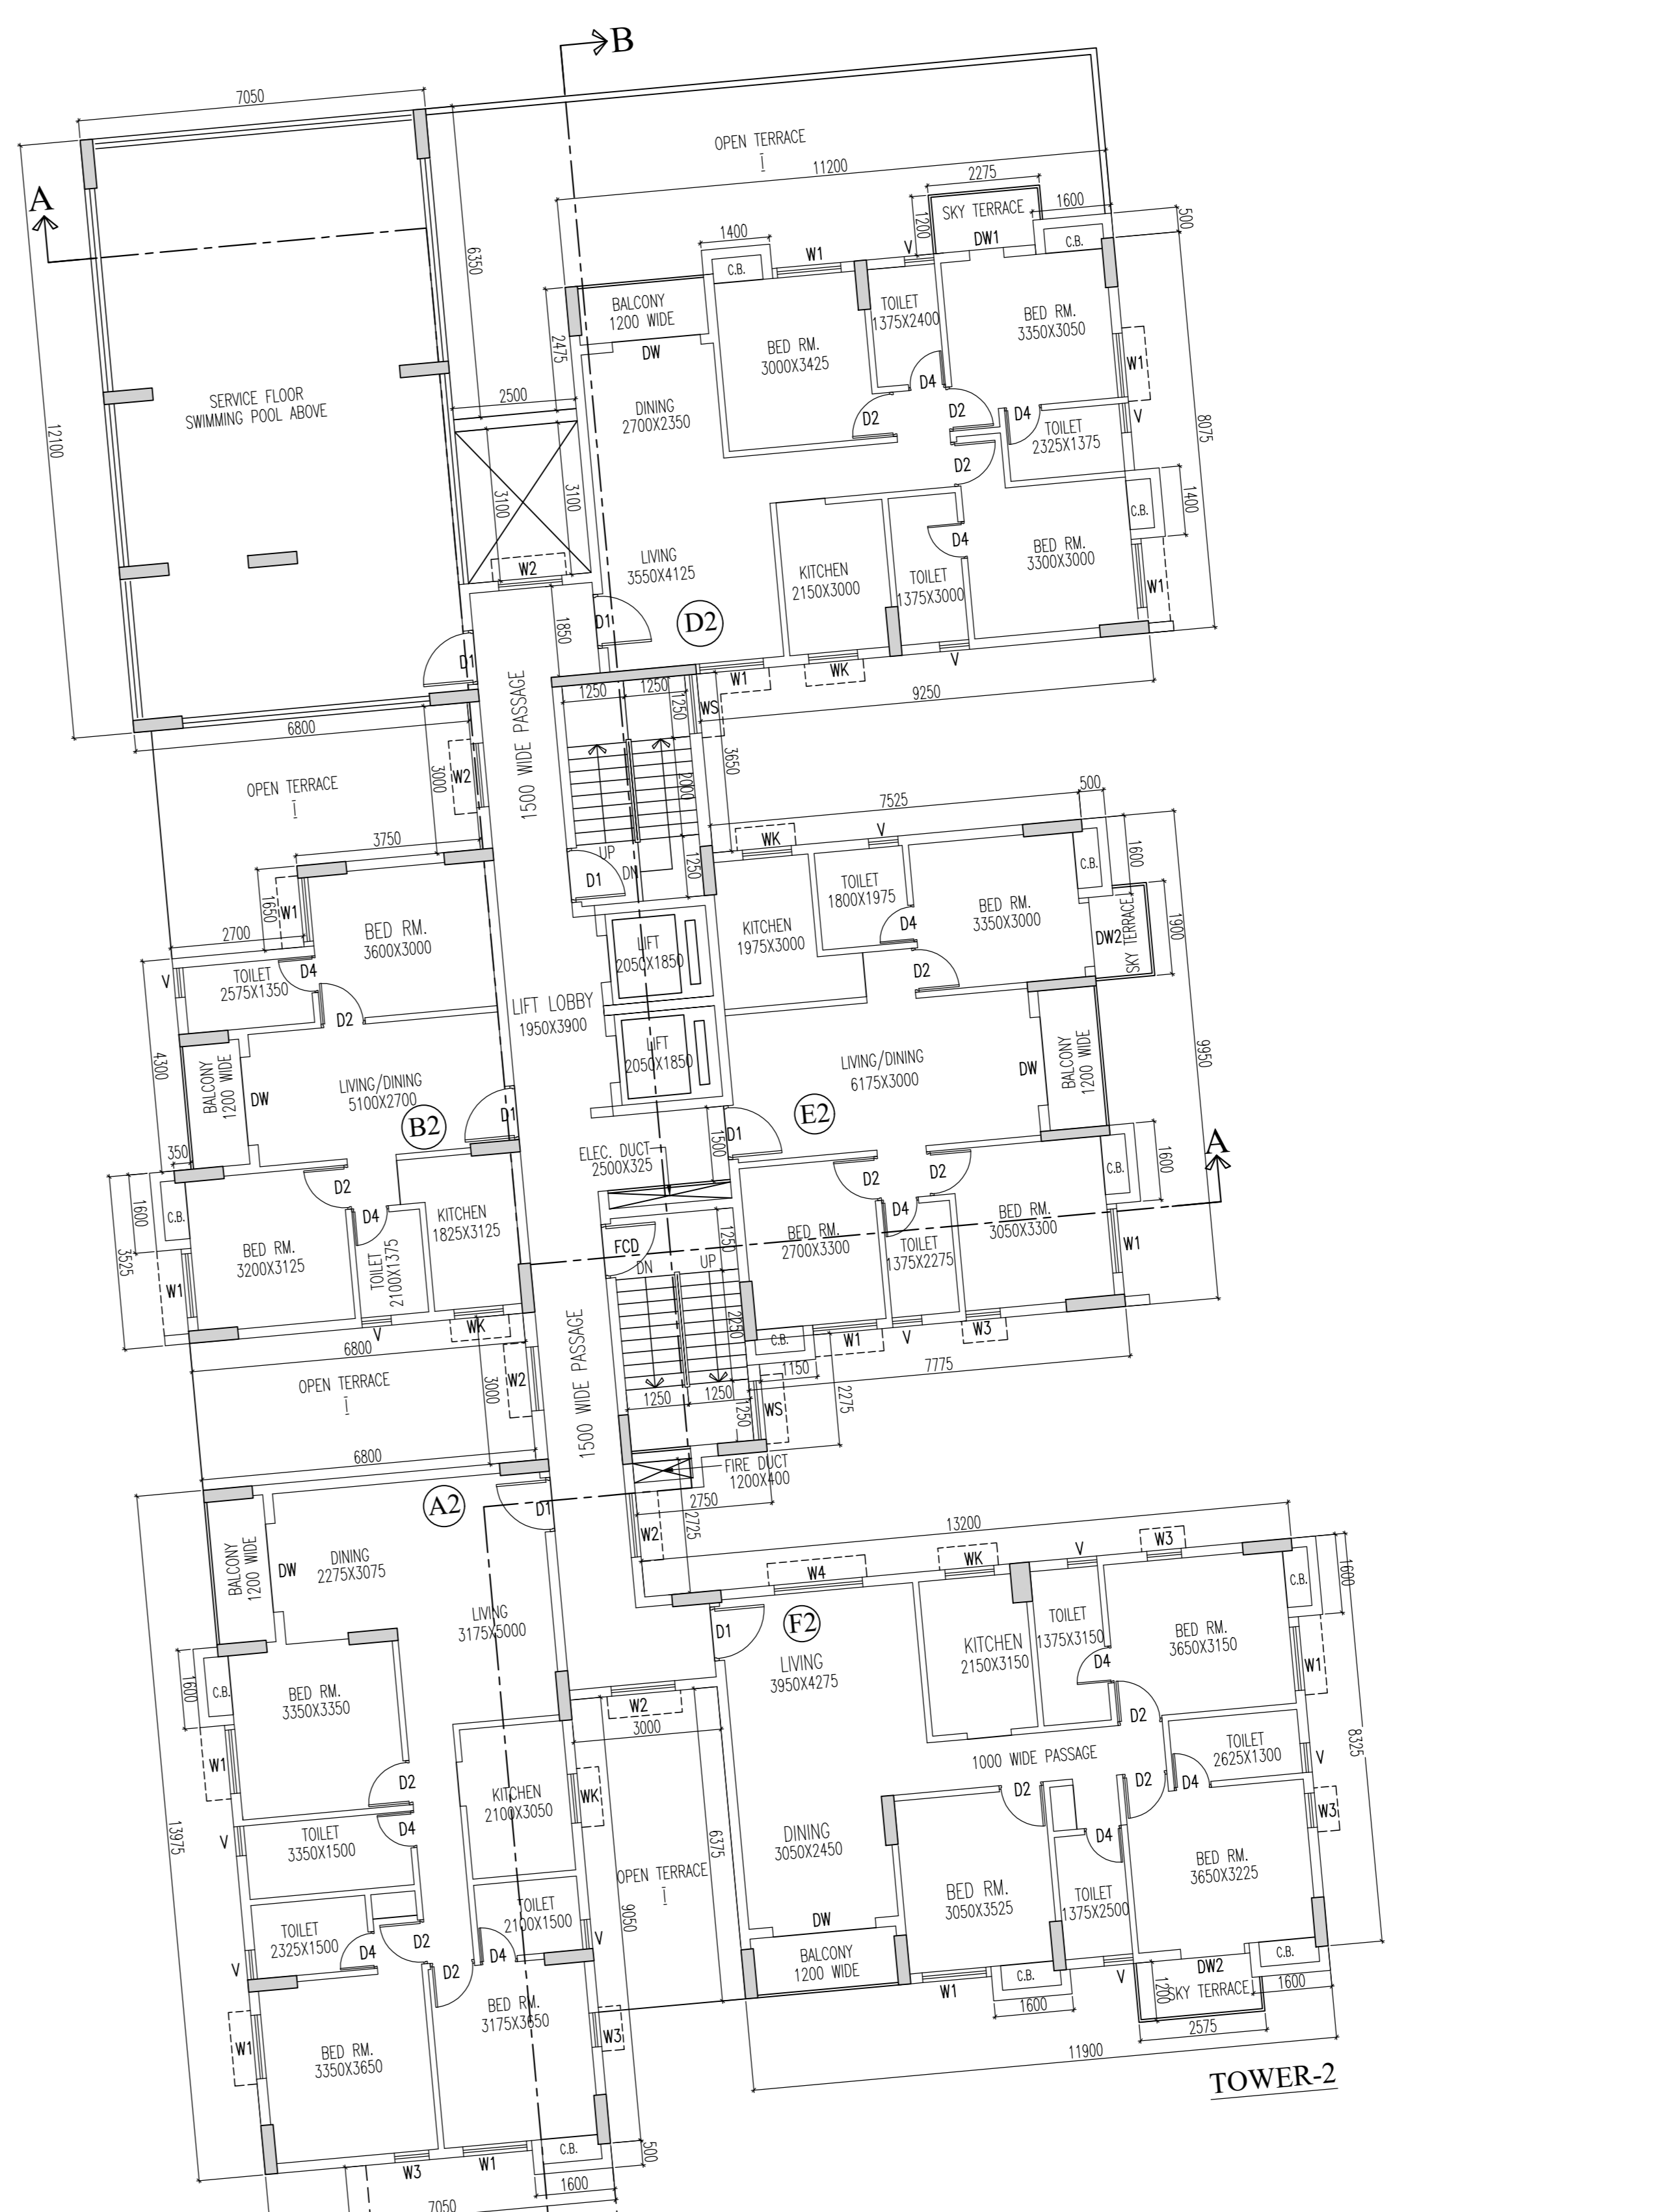 B
7050
OPEN TERRACE
I
11200
2275
SKY TERRACE
1600
500
A
6350
1200
1400
W1
V
DW1
C.B.
C.B.
BALCONY
1200 WIDE
TOILET
1375X2400
BED RM.
3350X3050
2475
DW
BED RM.
3000X3425
W1
12100
SERVICE FLOOR
SWIMMING POOL ABOVE
2500
DINING
2700X2350
D4
D2
D2
D4
V
TOILET
2325X1375
8075
D2
3100
3100
1400
C.B.
D4
LIVING
3550X4125
W2
KITCHEN
2150X3000
TOILET
1375X3000
BED RM.
3300X3000
W1
D1
1850
D2
D1
W1
WK
V
1500 WIDE PASSAGE
1250
1250
1250
WS
9250
6800
OPEN TERRACE
I
3000
W2
3650
2000
7525
500
3750
WK
V
UP
DN
1250
D1
C.B.
1600
1650
W1
TOILET
1800X1975
BED RM.
3350X3000
BED RM.
3600X3000
KITCHEN
1975X3000
D4
DW2
SKY TERRACE
1900
2700
LIFT
2050X1850
D2
V
TOILET
2575X1350
D4
D2
LIFT LOBBY
1950X3900
LIFT
2050X1850
4300
BALCONY
1200 WIDE
DW
LIVING/DINING
5100X2700
LIVING/DINING
6175X3000
DW
BALCONY
1200 WIDE
9950
B2
D1
E2
D1
1500
ELEC. DUCT
2500X325
350
A
1600
C.B.
D2
D2
D2
C.B.
1600
3525
D4
KITCHEN
1825X3125
D4
BED RM.
3200X3125
TOILET
2100X1375
FCD
1250
DN
UP
BED RM.
2700X3300
TOILET
1375X2275
BED RM.
3050X3300
W1
W1
V
WK
2250
C.B.
W1
V
W3
6800
OPEN TERRACE
I
3000
W2
1500 WIDE PASSAGE
1150
7775
1250
1250
1250
WS
2275
6800
FIRE DUCT
1200X400
A2
D1
2750
W2
2725
13200
BALCONY
1200 WIDE
DW
DINING
2275X3075
W4
WK
V
W3
1600
C.B.
LIVING
3175X5000
D1
F2
LIVING
3950X4275
KITCHEN
2150X3150
TOILET
1375X3150
BED RM.
3650X3150
D4
W1
1600
C.B.
BED RM.
3350X3350
W2
3000
D2
1000 WIDE PASSAGE
TOILET
2625X1300
V
8325
W1
D2
KITCHEN
2100X3050
WK
D2
D2
D4
W3
13975
V
TOILET
3350X1500
D4
6375
DINING
3050X2450
D4
BED RM.
3650X3225
OPEN TERRACE
I
BED RM.
3050X3525
TOILET
1375X2500
TOILET
2325X1500
D4
D2
TOILET
2100X1500
9050
V
DW
V
D2
D4
BALCONY
1200 WIDE
C.B.
V
DW2
C.B.
W1
BED RM.
3175X3650
1600
1200
SKY TERRACE
1600
W1
BED RM.
3350X3650
W3
2575
11900
TOWER-2
W3
W1
C.B.
500
1600
7050